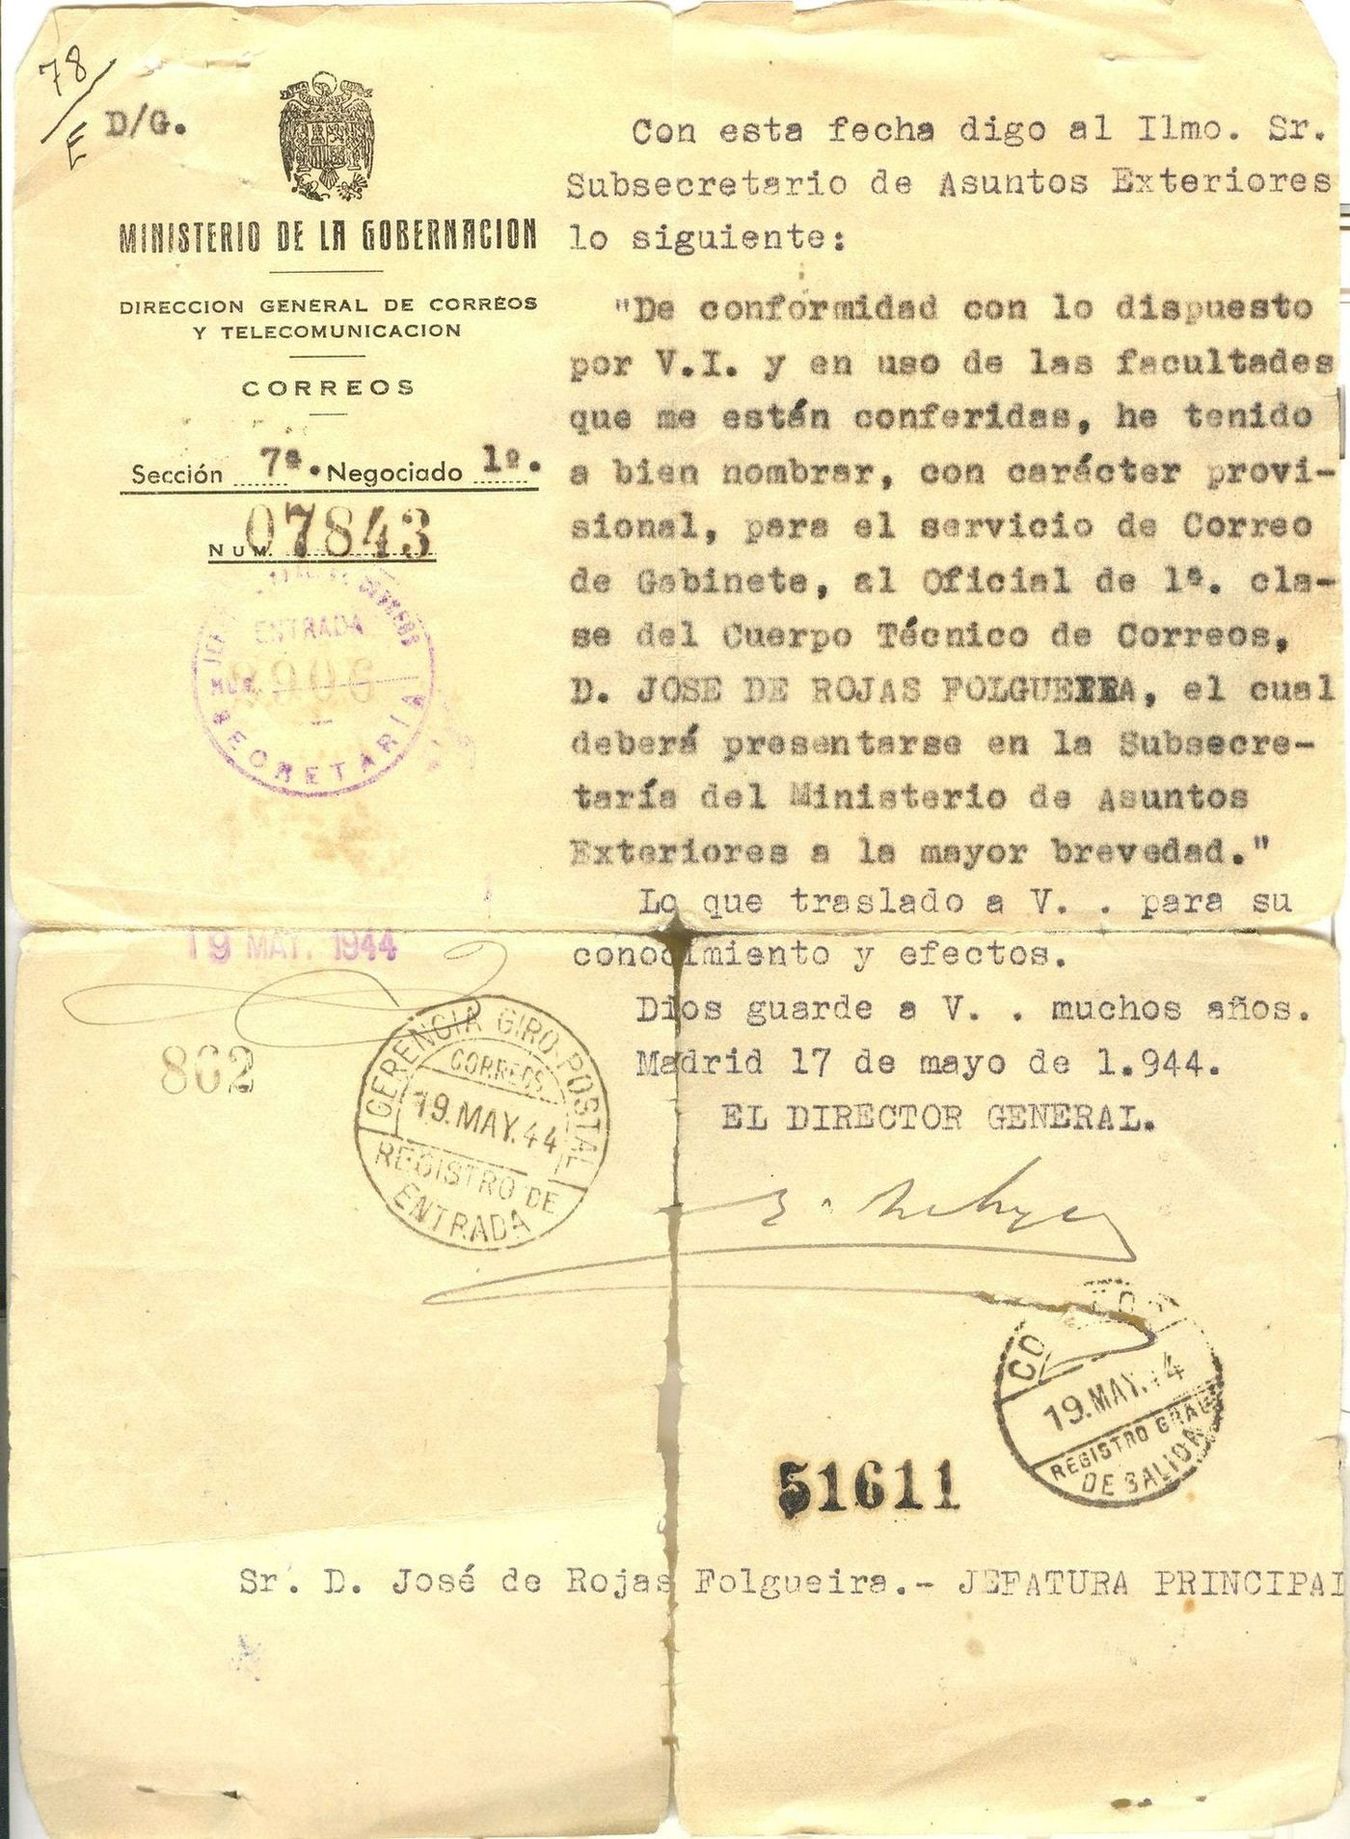 78
E
D/G.
MINISTERIO DE LA GOBERNACION
DIRECCION GENERAL DE CORREOS
Y TELECOMUNICACION
CORREOS
Sección 7ª. Negociado 1º.
NUM. 07843
ENTRADA
SECRETARIA
19 MAY. 1944
862
GERENCIA GIRO POSTAL
CORREOS
19.MAY.44
REGISTRO DE
ENTRADA
Con esta fecha digo al Ilmo. Sr.
Subsecretario de Asuntos Exteriores
lo siguiente:
"De conformidad con lo dispuesto
por V.I. y en uso de las facultades
que me están conferidas, he tenido
a bien nombrar, con carácter provi-
sional, para el servicio de Correo
de Gabinete, al Oficial de 1ª. cla-
se del Cuerpo Técnico de Correos,
D. JOSE DE ROJAS FOLGUEIRA, el cual
deberá presentarse en la Subsecre-
taría del Ministerio de Asuntos
Exteriores a la mayor brevedad."
Lo que traslado a V. . para su
conocimiento y efectos.
Dios guarde a V. . muchos años.
Madrid 17 de mayo de 1.944.
EL DIRECTOR GENERAL.
19.MAY.44
REGISTRO GRAL
DE SALIDA
51611
Sr. D. José de Rojas Folgueira.- JEFATURA PRINCIPAL